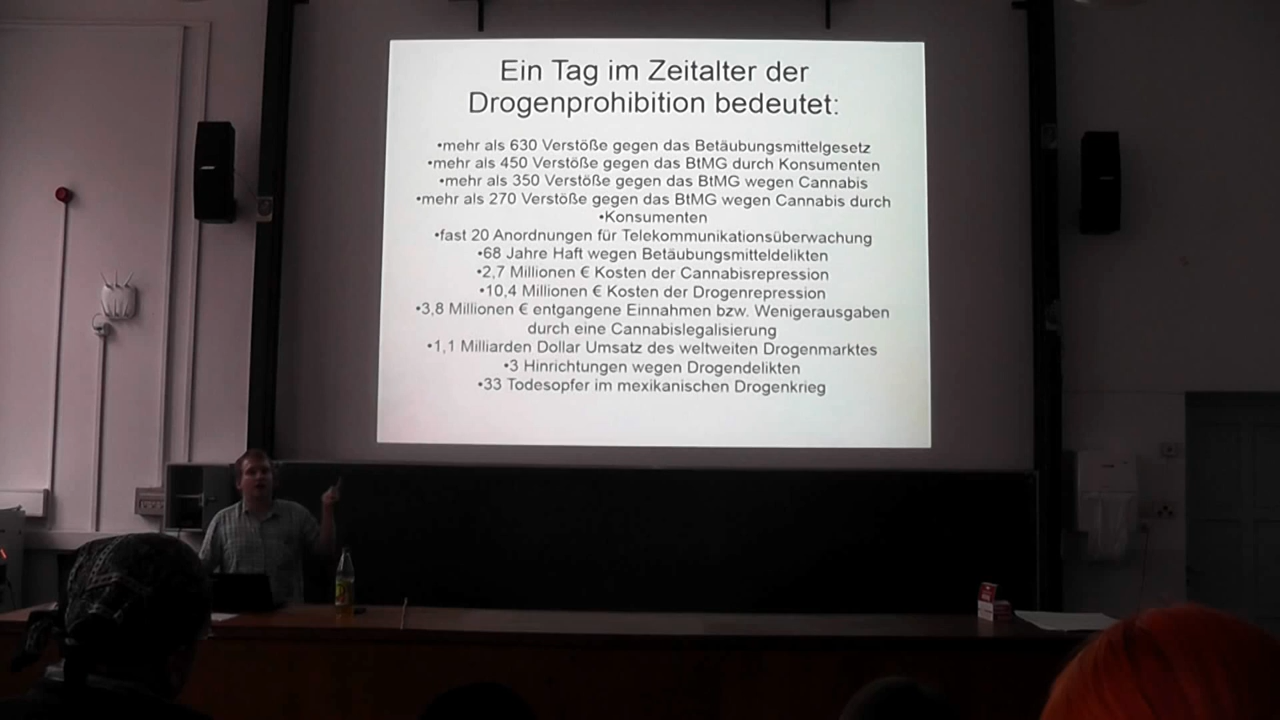 Ein Tag im Zeitalter der
Drogenprohibition bedeutet:
•mehr als 630 Verstöße gegen das Betäubungsmittelgesetz
•mehr als 450 Verstöße gegen das BtMG durch Konsumenten
•mehr als 350 Verstöße gegen das BtMG wegen Cannabis
•mehr als 270 Verstöße gegen das BtMG wegen Cannabis durch
•Konsumenten
•fast 20 Anordnungen für Telekommunikationsüberwachung
•68 Jahre Haft wegen Betäubungsmitteldelikten
•2,7 Millionen € Kosten der Cannabisrepression
•10,4 Millionen € Kosten der Drogenrepression
•3,8 Millionen € entgangene Einnahmen bzw. Wenigerausgaben
durch eine Cannabislegalisierung
•1,1 Milliarden Dollar Umsatz des weltweiten Drogenmarktes
•3 Hinrichtungen wegen Drogendelikten
•33 Todesopfer im mexikanischen Drogenkrieg